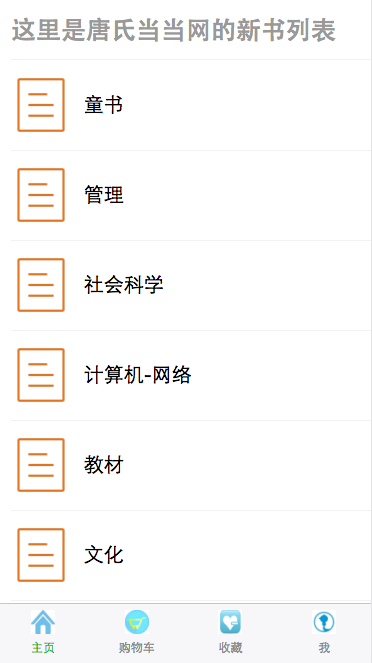 这里是唐氏当当网的新书列表
童书
管理
社会科学
计算机-网络
教材
文化
主页
购物车
收藏
我